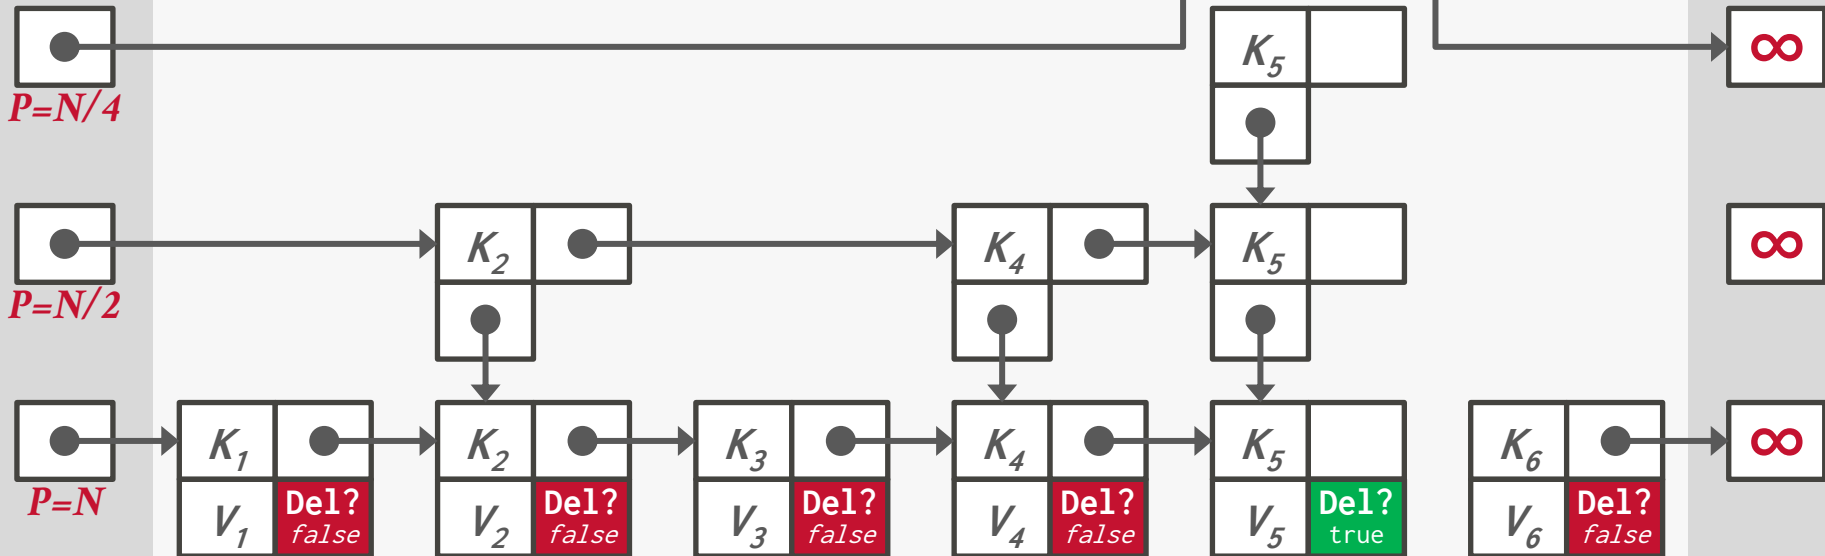 K5 ∞
P=N/4
K2 K4 K5 ∞
P=N/2
K1 K2 K3 K4 K5 K6 ∞
P=N
V1 Del? V2 Del? V3 Del? V4 Del? V5 Del? V6 Del?
false false false false true false